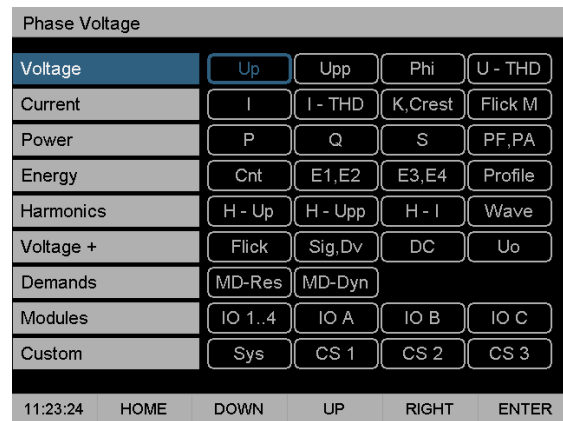 Phase Voltage
Voltage Up Upp Phi U - THD
Current I I - THD K,Crest Flick M
Power P Q S PF,PA
Energy Cnt E1,E2 E3,E4 Profile
Harmonics H - Up H - Upp H - I Wave
Voltage + Flick Sig,Dv DC Uo
Demands MD-Res MD-Dyn
Modules IO 1..4 IO A IO B IO C
Custom Sys CS 1 CS 2 CS 3
11:23:24 HOME DOWN UP RIGHT ENTER